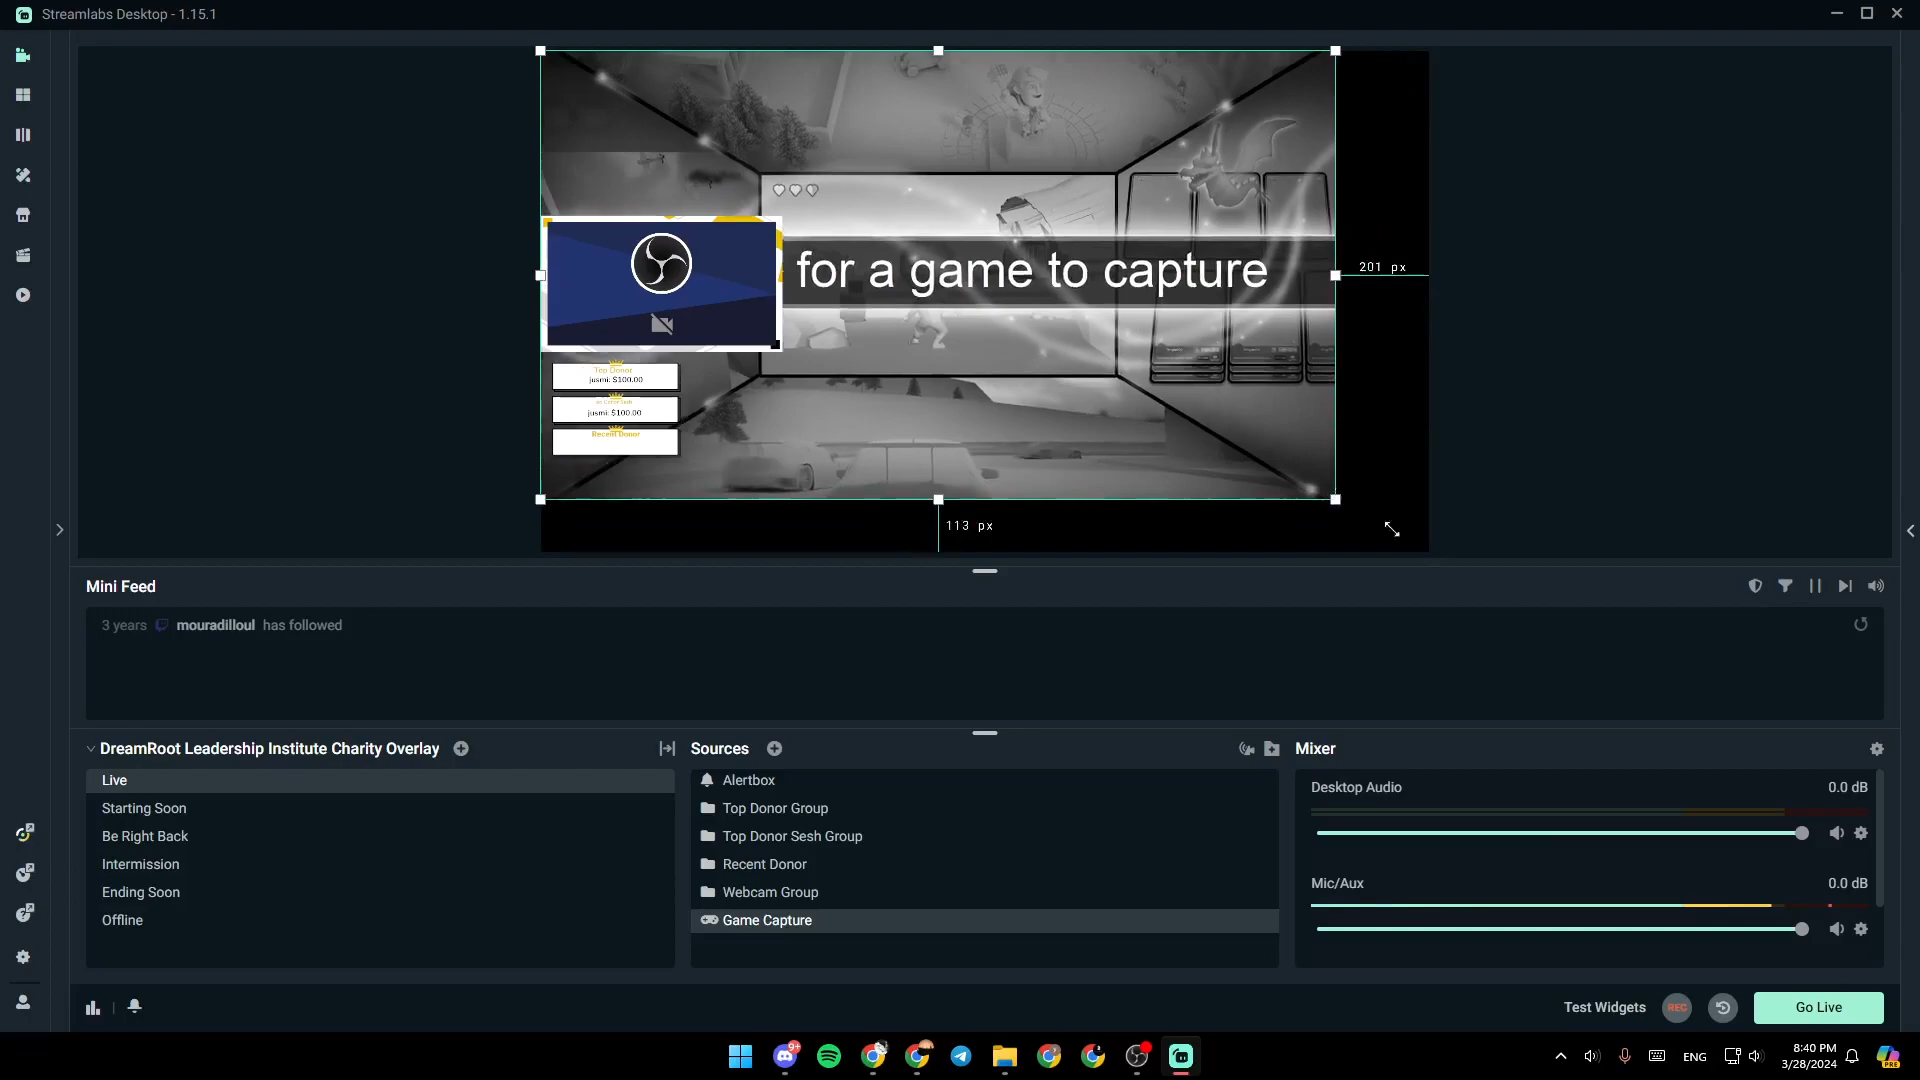 Streamlabs Desktop - 1.15.1
for a game to capture
201 px
Top Donor
jusmi: $100.00
jusmi: $100.00
Recent Donor
113 px
Mini Feed
3 years mouradilloul has followed
DreamRoot Leadership Institute Charity Overlay
Live
Starting Soon
Be Right Back
Intermission
Ending Soon
Offline
Sources
Alertbox
Top Donor Group
Top Donor Sesh Group
Recent Donor
Webcam Group
Game Capture
Mixer
Desktop Audio 0.0 dB
Mic/Aux 0.0 dB
Test Widgets
REC
Go Live
9+
ENG
8:40 PM
3/28/2024
PRE